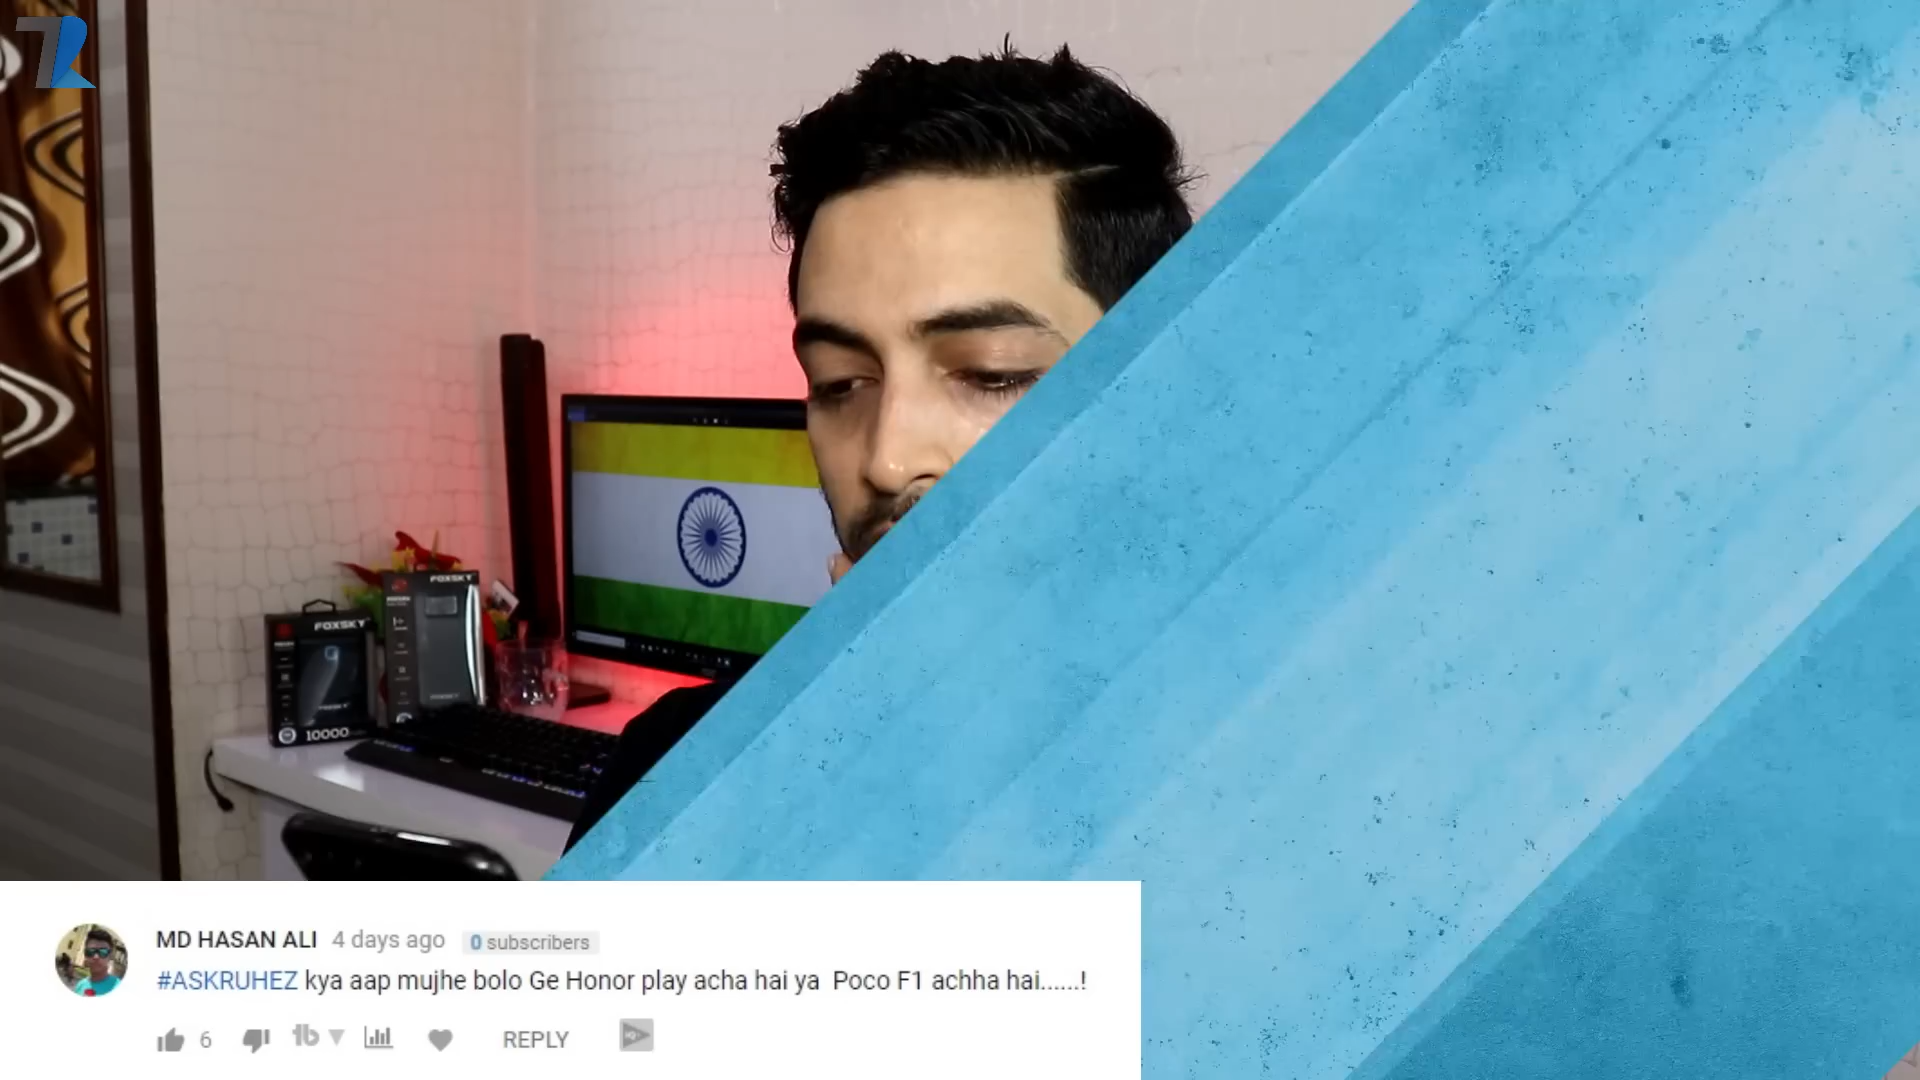 FOXSKY
FOXSKY
10000
MD HASAN ALI 4 days ago 0 subscribers
#ASKRUHEZ kya aap mujhe bolo Ge Honor play acha hai ya Poco F1 achha hai......!
6 REPLY